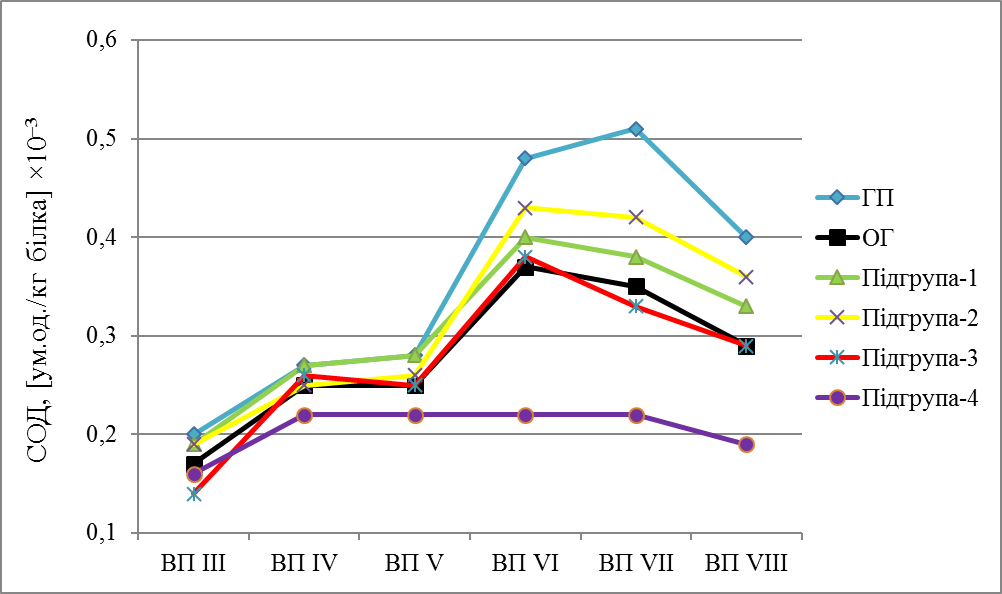 СОД, [ум.од./кг білка] ×10⁻³
0,6
0,5
0,4
0,3
0,2
0,1
ВП III
ВП IV
ВП V
ВП VI
ВП VII
ВП VIII
ГП
ОГ
Підгрупа-1
Підгрупа-2
Підгрупа-3
Підгрупа-4